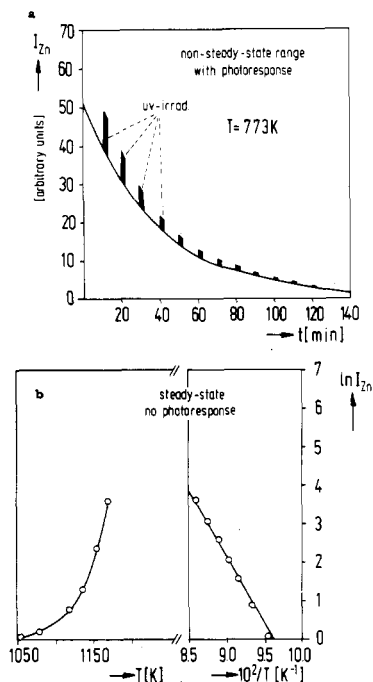 a
I_Zn
[arbitrary units]
70
60
50
40
30
20
10
0
non-steady-state range
with photoresponse
uv-irrad.
T=773K
20 40 60 80 100 120 140
t[min]
b
steady-state
no photoresponse
ln I_Zn
7
6
5
4
3
2
1
0
1050 1150
8.5 9.0 9.5 100
T[K]
10²/T [K⁻¹]